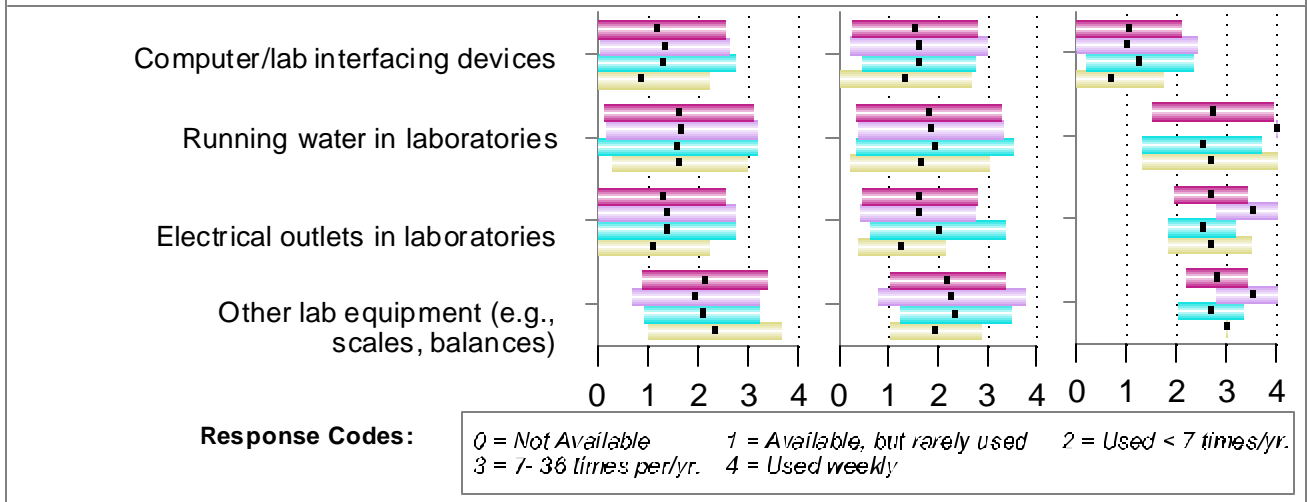 Computer/lab interfacing devices
Running water in laboratories
Electrical outlets in laboratories
Other lab equipment (e.g.,
scales, balances)
0 1 2 3 4 0 1 2 3 4 0 1 2 3 4
Response Codes:
0 = Not Available 1 = Available, but rarely used 2 = Used < 7 times/yr.
3 = 7- 36 times per/yr. 4 = Used weekly